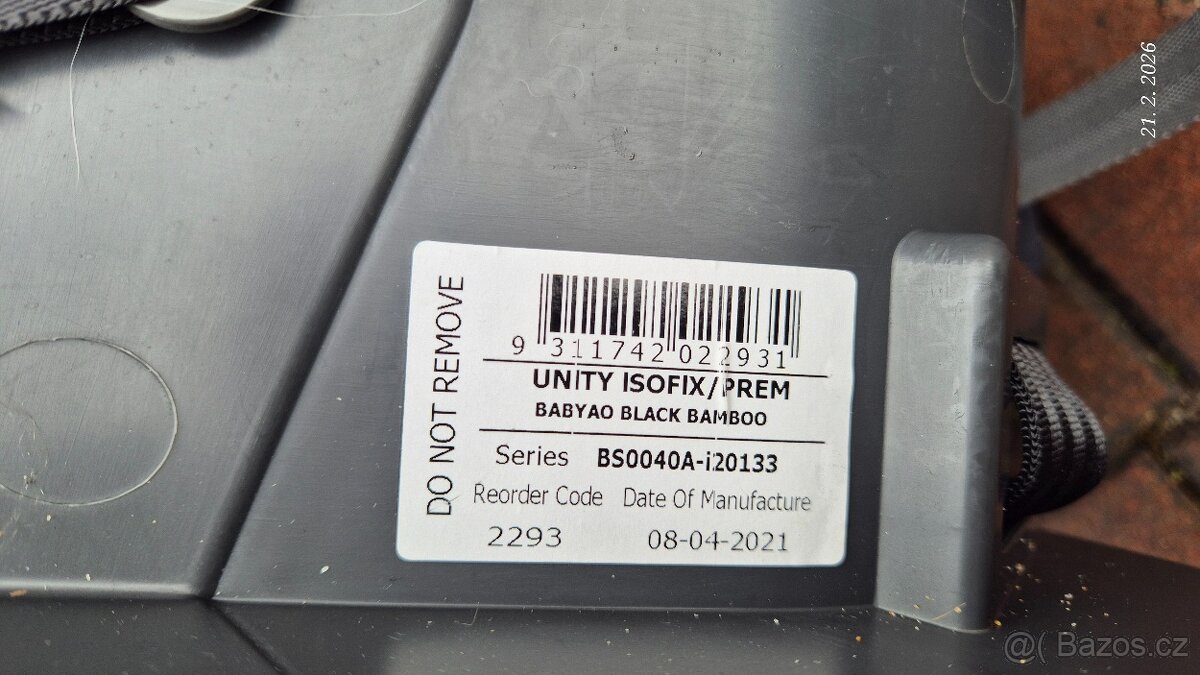 21. 2. 2026
DO NOT REMOVE
9 311742 022931
UNITY ISOFIX/PREM
BABYAO BLACK BAMBOO
Series BS0040A-i20133
Reorder Code Date Of Manufacture
2293 08-04-2021
@( Bazos.cz